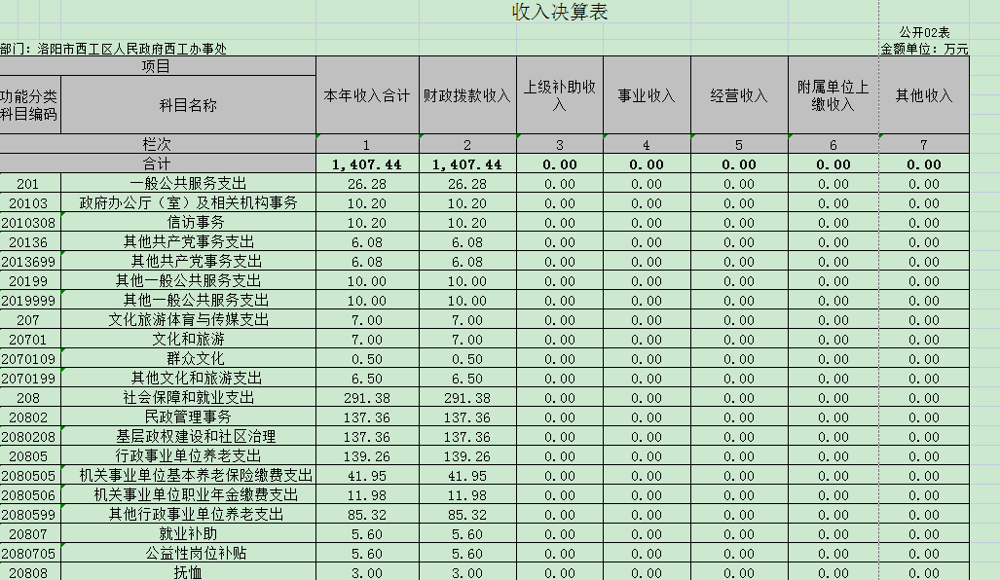 收入决算表
公开02表
部门：洛阳市西工区人民政府西工办事处 金额单位：万元
项目 本年收入合计 财政拨款收入 上级补助收入 事业收入 经营收入 附属单位上缴收入 其他收入
功能分类科目编码 科目名称
栏次 1 2 3 4 5 6 7
合计 1,407.44 1,407.44 0.00 0.00 0.00 0.00 0.00
201 一般公共服务支出 26.28 26.28 0.00 0.00 0.00 0.00 0.00
20103 政府办公厅（室）及相关机构事务 10.20 10.20 0.00 0.00 0.00 0.00 0.00
2010308 信访事务 10.20 10.20 0.00 0.00 0.00 0.00 0.00
20136 其他共产党事务支出 6.08 6.08 0.00 0.00 0.00 0.00 0.00
2013699 其他共产党事务支出 6.08 6.08 0.00 0.00 0.00 0.00 0.00
20199 其他一般公共服务支出 10.00 10.00 0.00 0.00 0.00 0.00 0.00
2019999 其他一般公共服务支出 10.00 10.00 0.00 0.00 0.00 0.00 0.00
207 文化旅游体育与传媒支出 7.00 7.00 0.00 0.00 0.00 0.00 0.00
20701 文化和旅游 7.00 7.00 0.00 0.00 0.00 0.00 0.00
2070109 群众文化 0.50 0.50 0.00 0.00 0.00 0.00 0.00
2070199 其他文化和旅游支出 6.50 6.50 0.00 0.00 0.00 0.00 0.00
208 社会保障和就业支出 291.38 291.38 0.00 0.00 0.00 0.00 0.00
20802 民政管理事务 137.36 137.36 0.00 0.00 0.00 0.00 0.00
2080208 基层政权建设和社区治理 137.36 137.36 0.00 0.00 0.00 0.00 0.00
20805 行政事业单位养老支出 139.26 139.26 0.00 0.00 0.00 0.00 0.00
2080505 机关事业单位基本养老保险缴费支出 41.95 41.95 0.00 0.00 0.00 0.00 0.00
2080506 机关事业单位职业年金缴费支出 11.98 11.98 0.00 0.00 0.00 0.00 0.00
2080599 其他行政事业单位养老支出 85.32 85.32 0.00 0.00 0.00 0.00 0.00
20807 就业补助 5.60 5.60 0.00 0.00 0.00 0.00 0.00
2080705 公益性岗位补贴 5.60 5.60 0.00 0.00 0.00 0.00 0.00
20808 抚恤 3.00 3.00 0.00 0.00 0.00 0.00 0.00